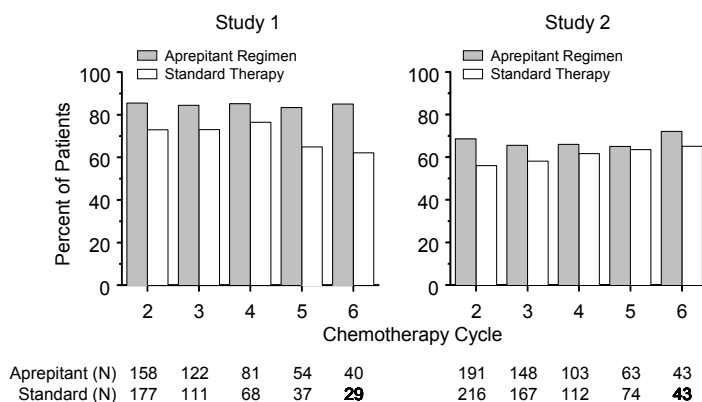 Study 1
Study 2
Aprepitant Regimen
Standard Therapy
Aprepitant Regimen
Standard Therapy
Percent of Patients
100
80
60
40
20
0
100
80
60
40
20
0
2 3 4 5 6
2 3 4 5 6
Chemotherapy Cycle
Aprepitant (N) 158 122 81 54 40 191 148 103 63 43
Standard (N) 177 111 68 37 29 216 167 112 74 43